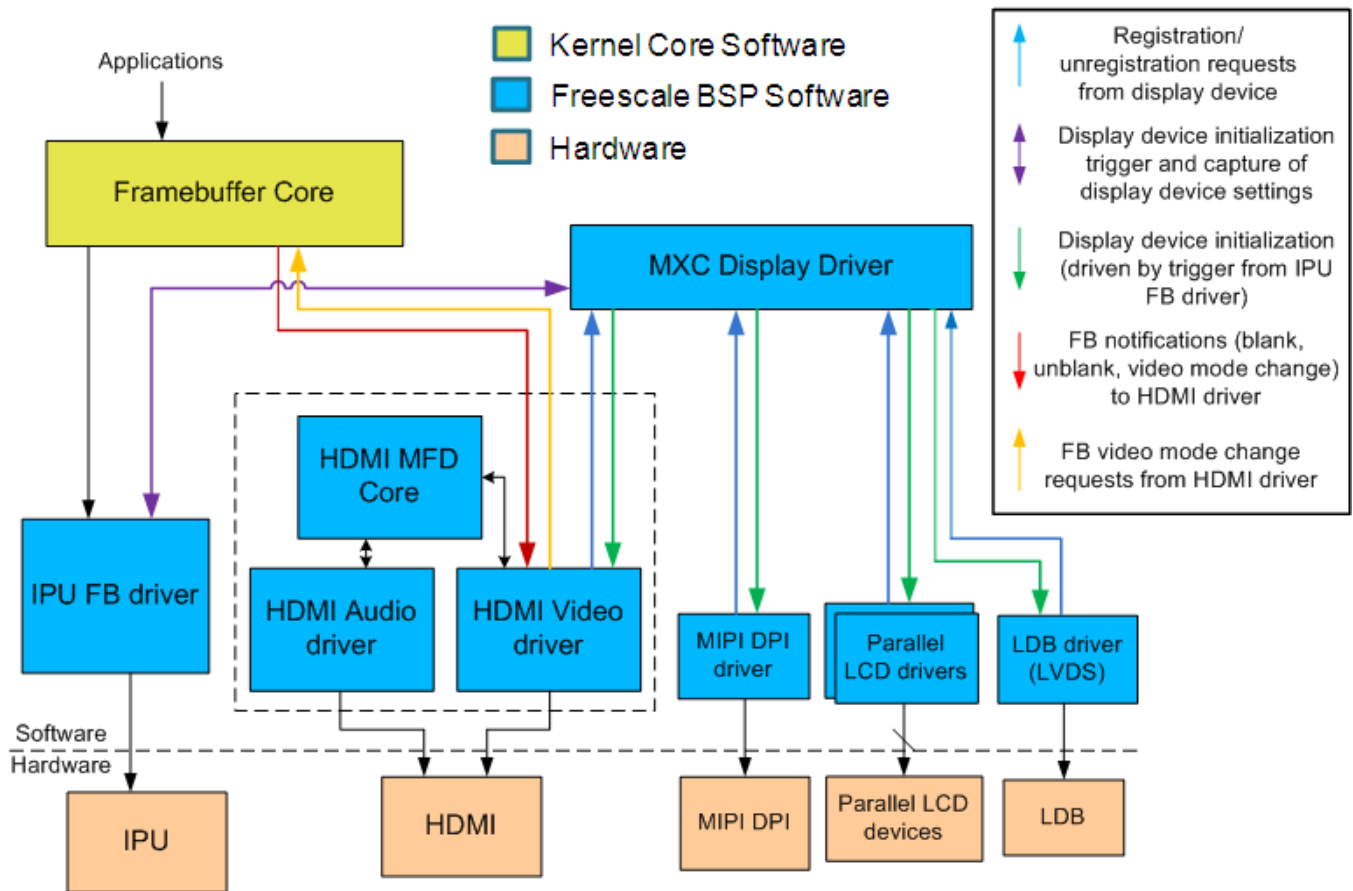 Applications
Kernel Core Software
Freescale BSP Software
Hardware
Registration/
unregistration requests
from display device
Display device initialization
trigger and capture of
display device settings
Display device initialization
(driven by trigger from IPU
FB driver)
FB notifications (blank,
unblank, video mode change)
to HDMI driver
FB video mode change
requests from HDMI driver
Framebuffer Core
MXC Display Driver
HDMI MFD
Core
IPU FB driver
HDMI Audio
driver
HDMI Video
driver
MIPI DPI
driver
Parallel
LCD drivers
LDB driver
(LVDS)
Software
Hardware
IPU
HDMI
MIPI DPI
Parallel LCD
devices
LDB